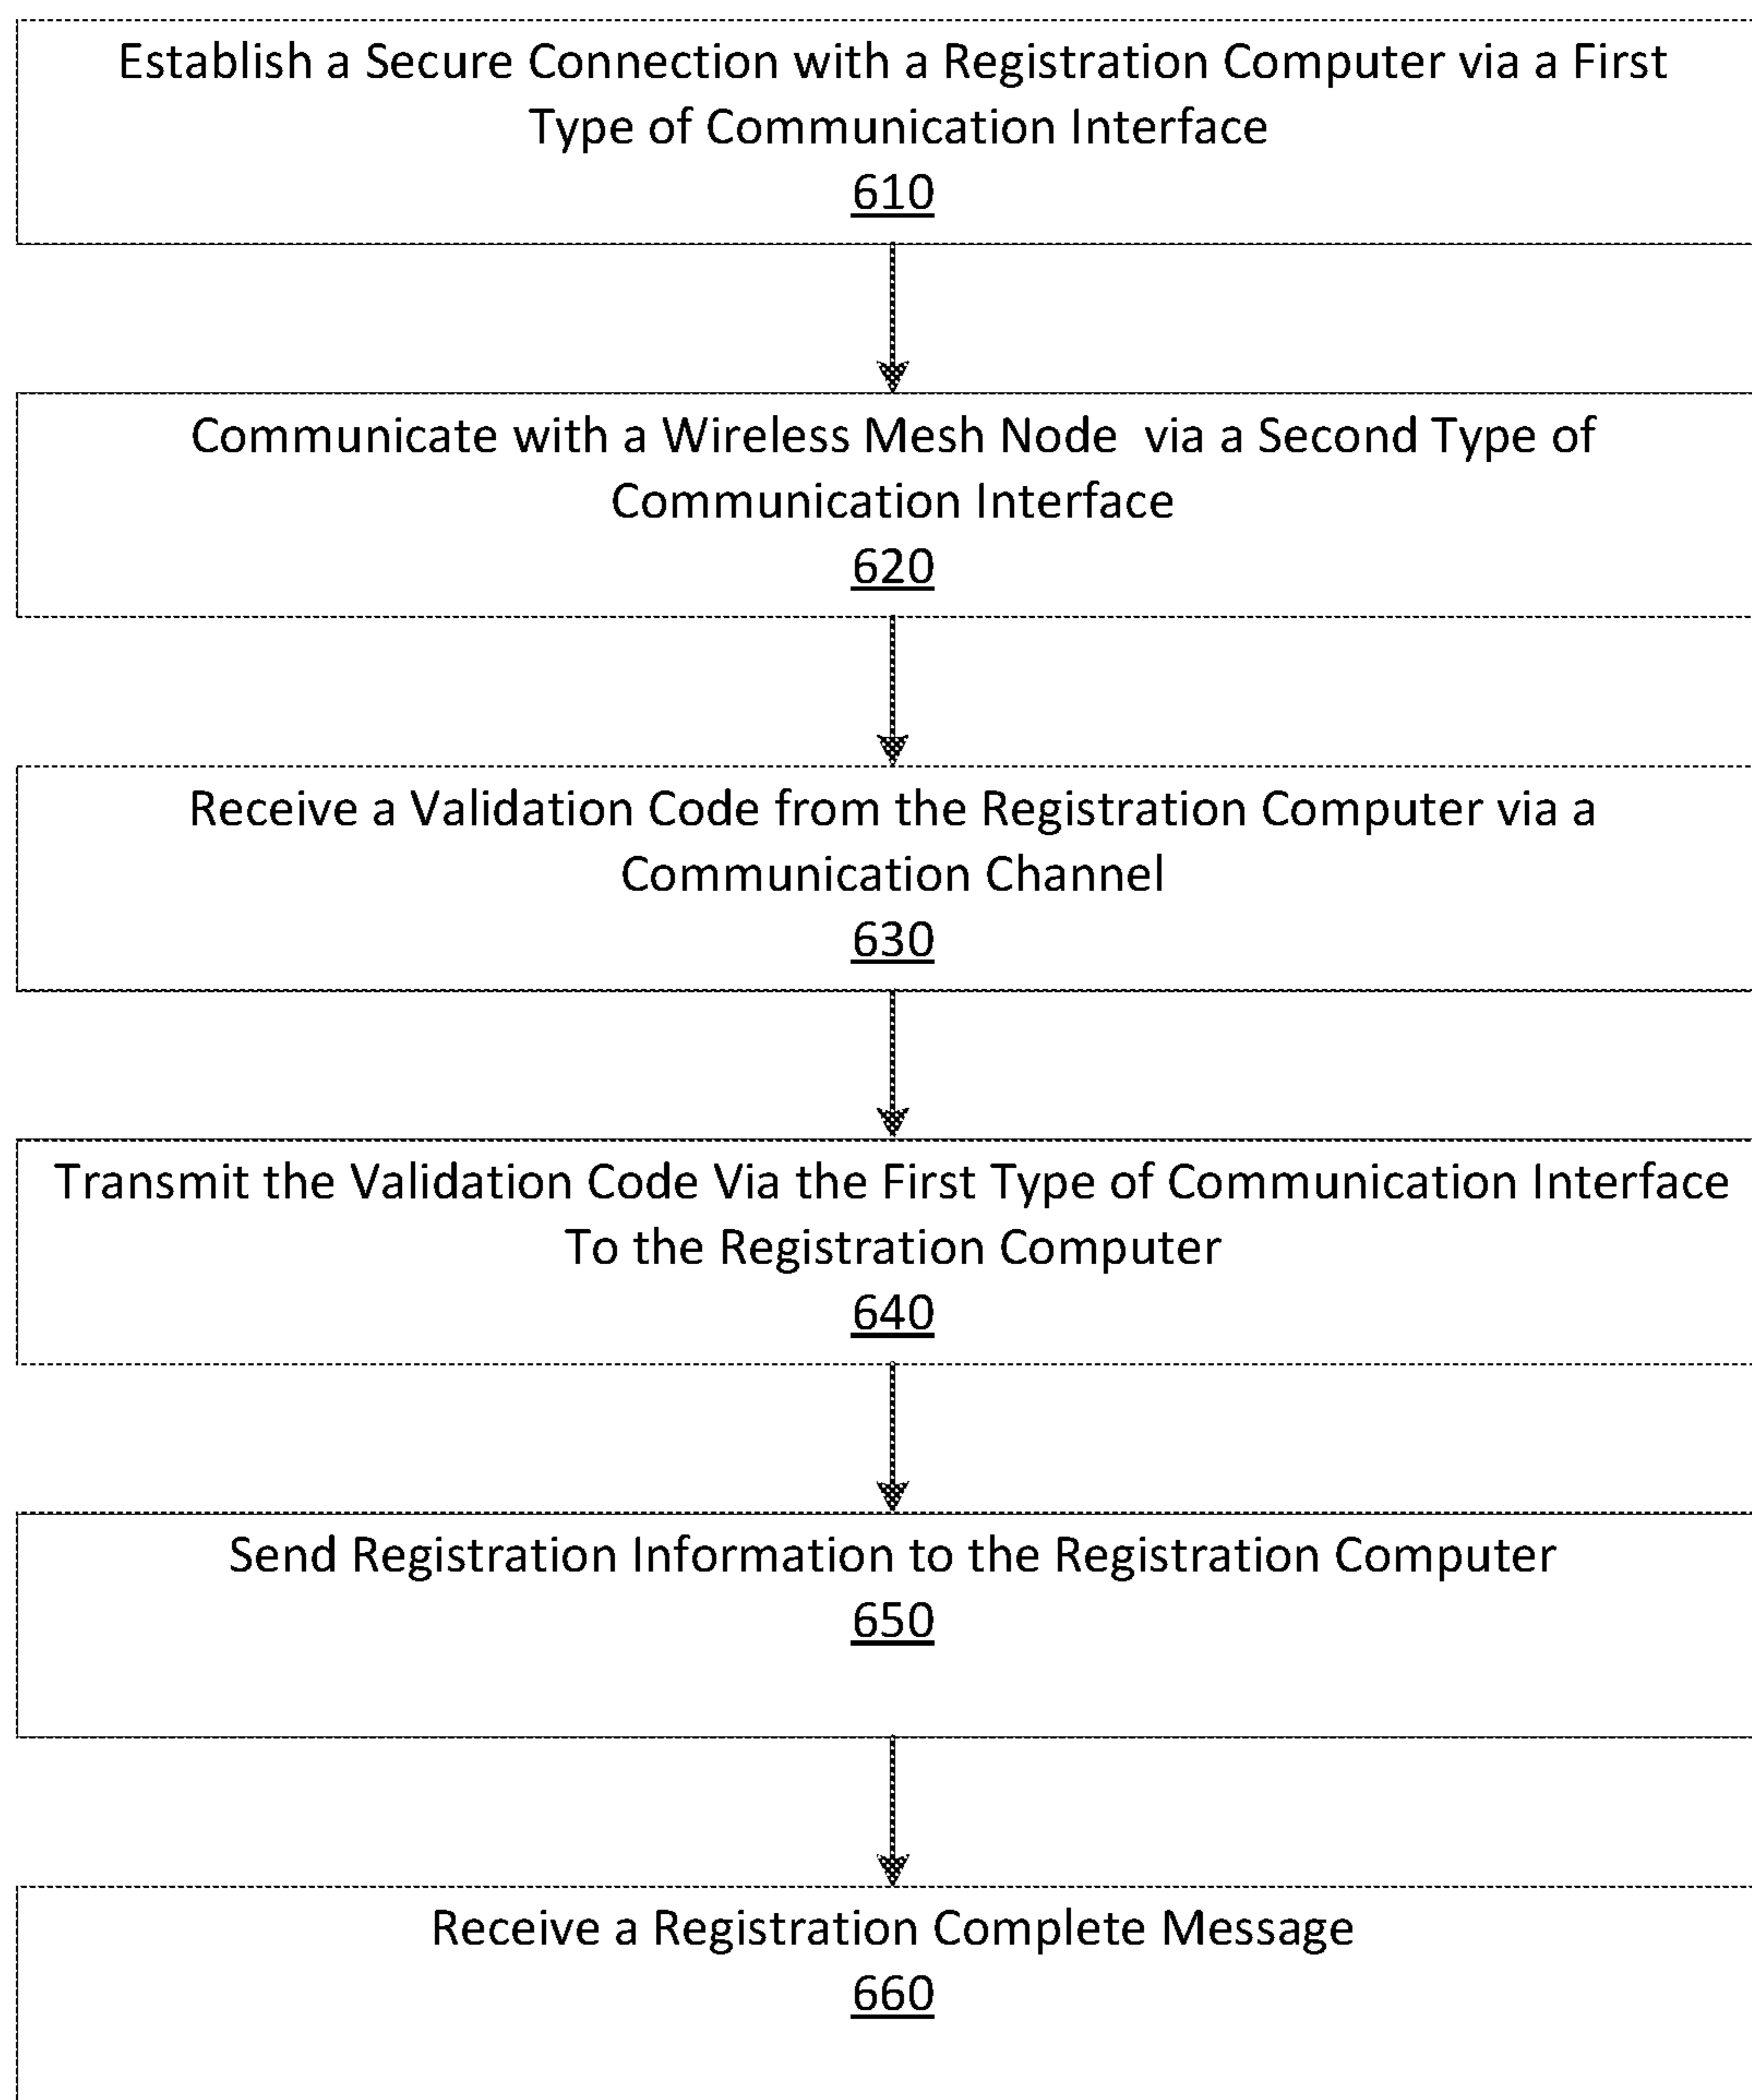 Establish a Secure Connection with a Registration Computer via a First
Type of Communication Interface
610
Communicate with a Wireless Mesh Node via a Second Type of
Communication Interface
620
Receive a Validation Code from the Registration Computer via a
Communication Channel
630
Transmit the Validation Code Via the First Type of Communication Interface
To the Registration Computer
640
Send Registration Information to the Registration Computer
650
Receive a Registration Complete Message
660